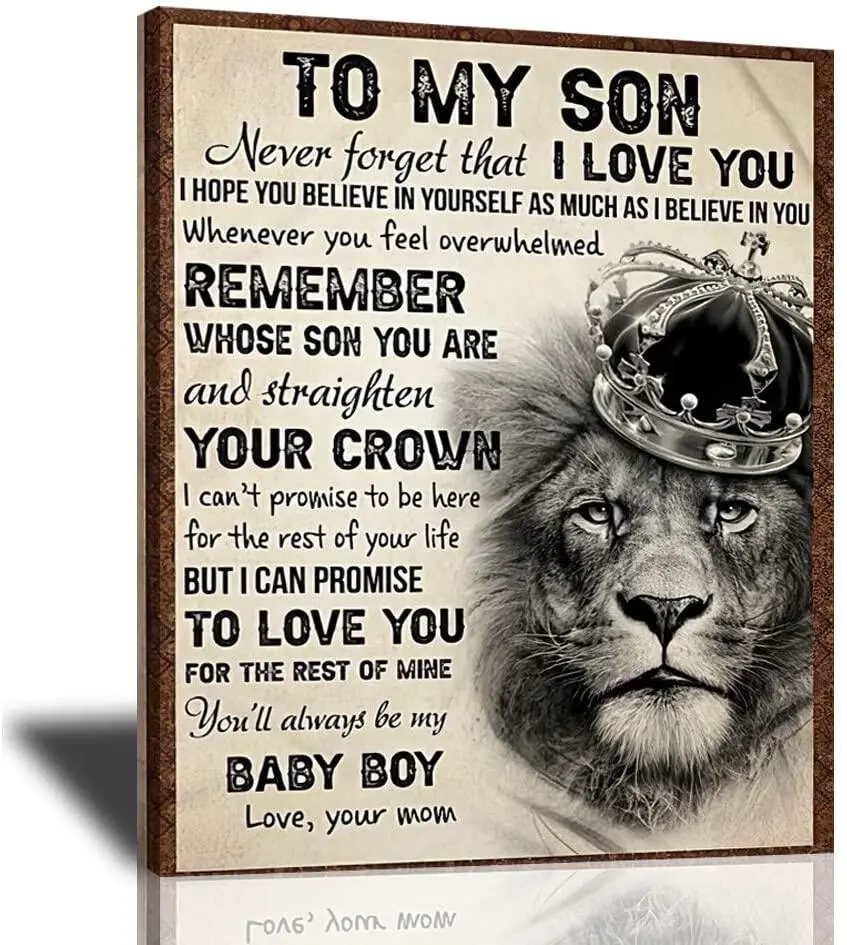 TO MY SON
Never forget that I LOVE YOU
I HOPE YOU BELIEVE IN YOURSELF AS MUCH AS I BELIEVE IN YOU
Whenever you feel overwhelmed
REMEMBER
WHOSE SON YOU ARE
and straighten
YOUR CROWN
I can't promise to be here
for the rest of your life
BUT I CAN PROMISE
TO LOVE YOU
FOR THE REST OF MINE
You'll always be my
BABY BOY
Love, your mom